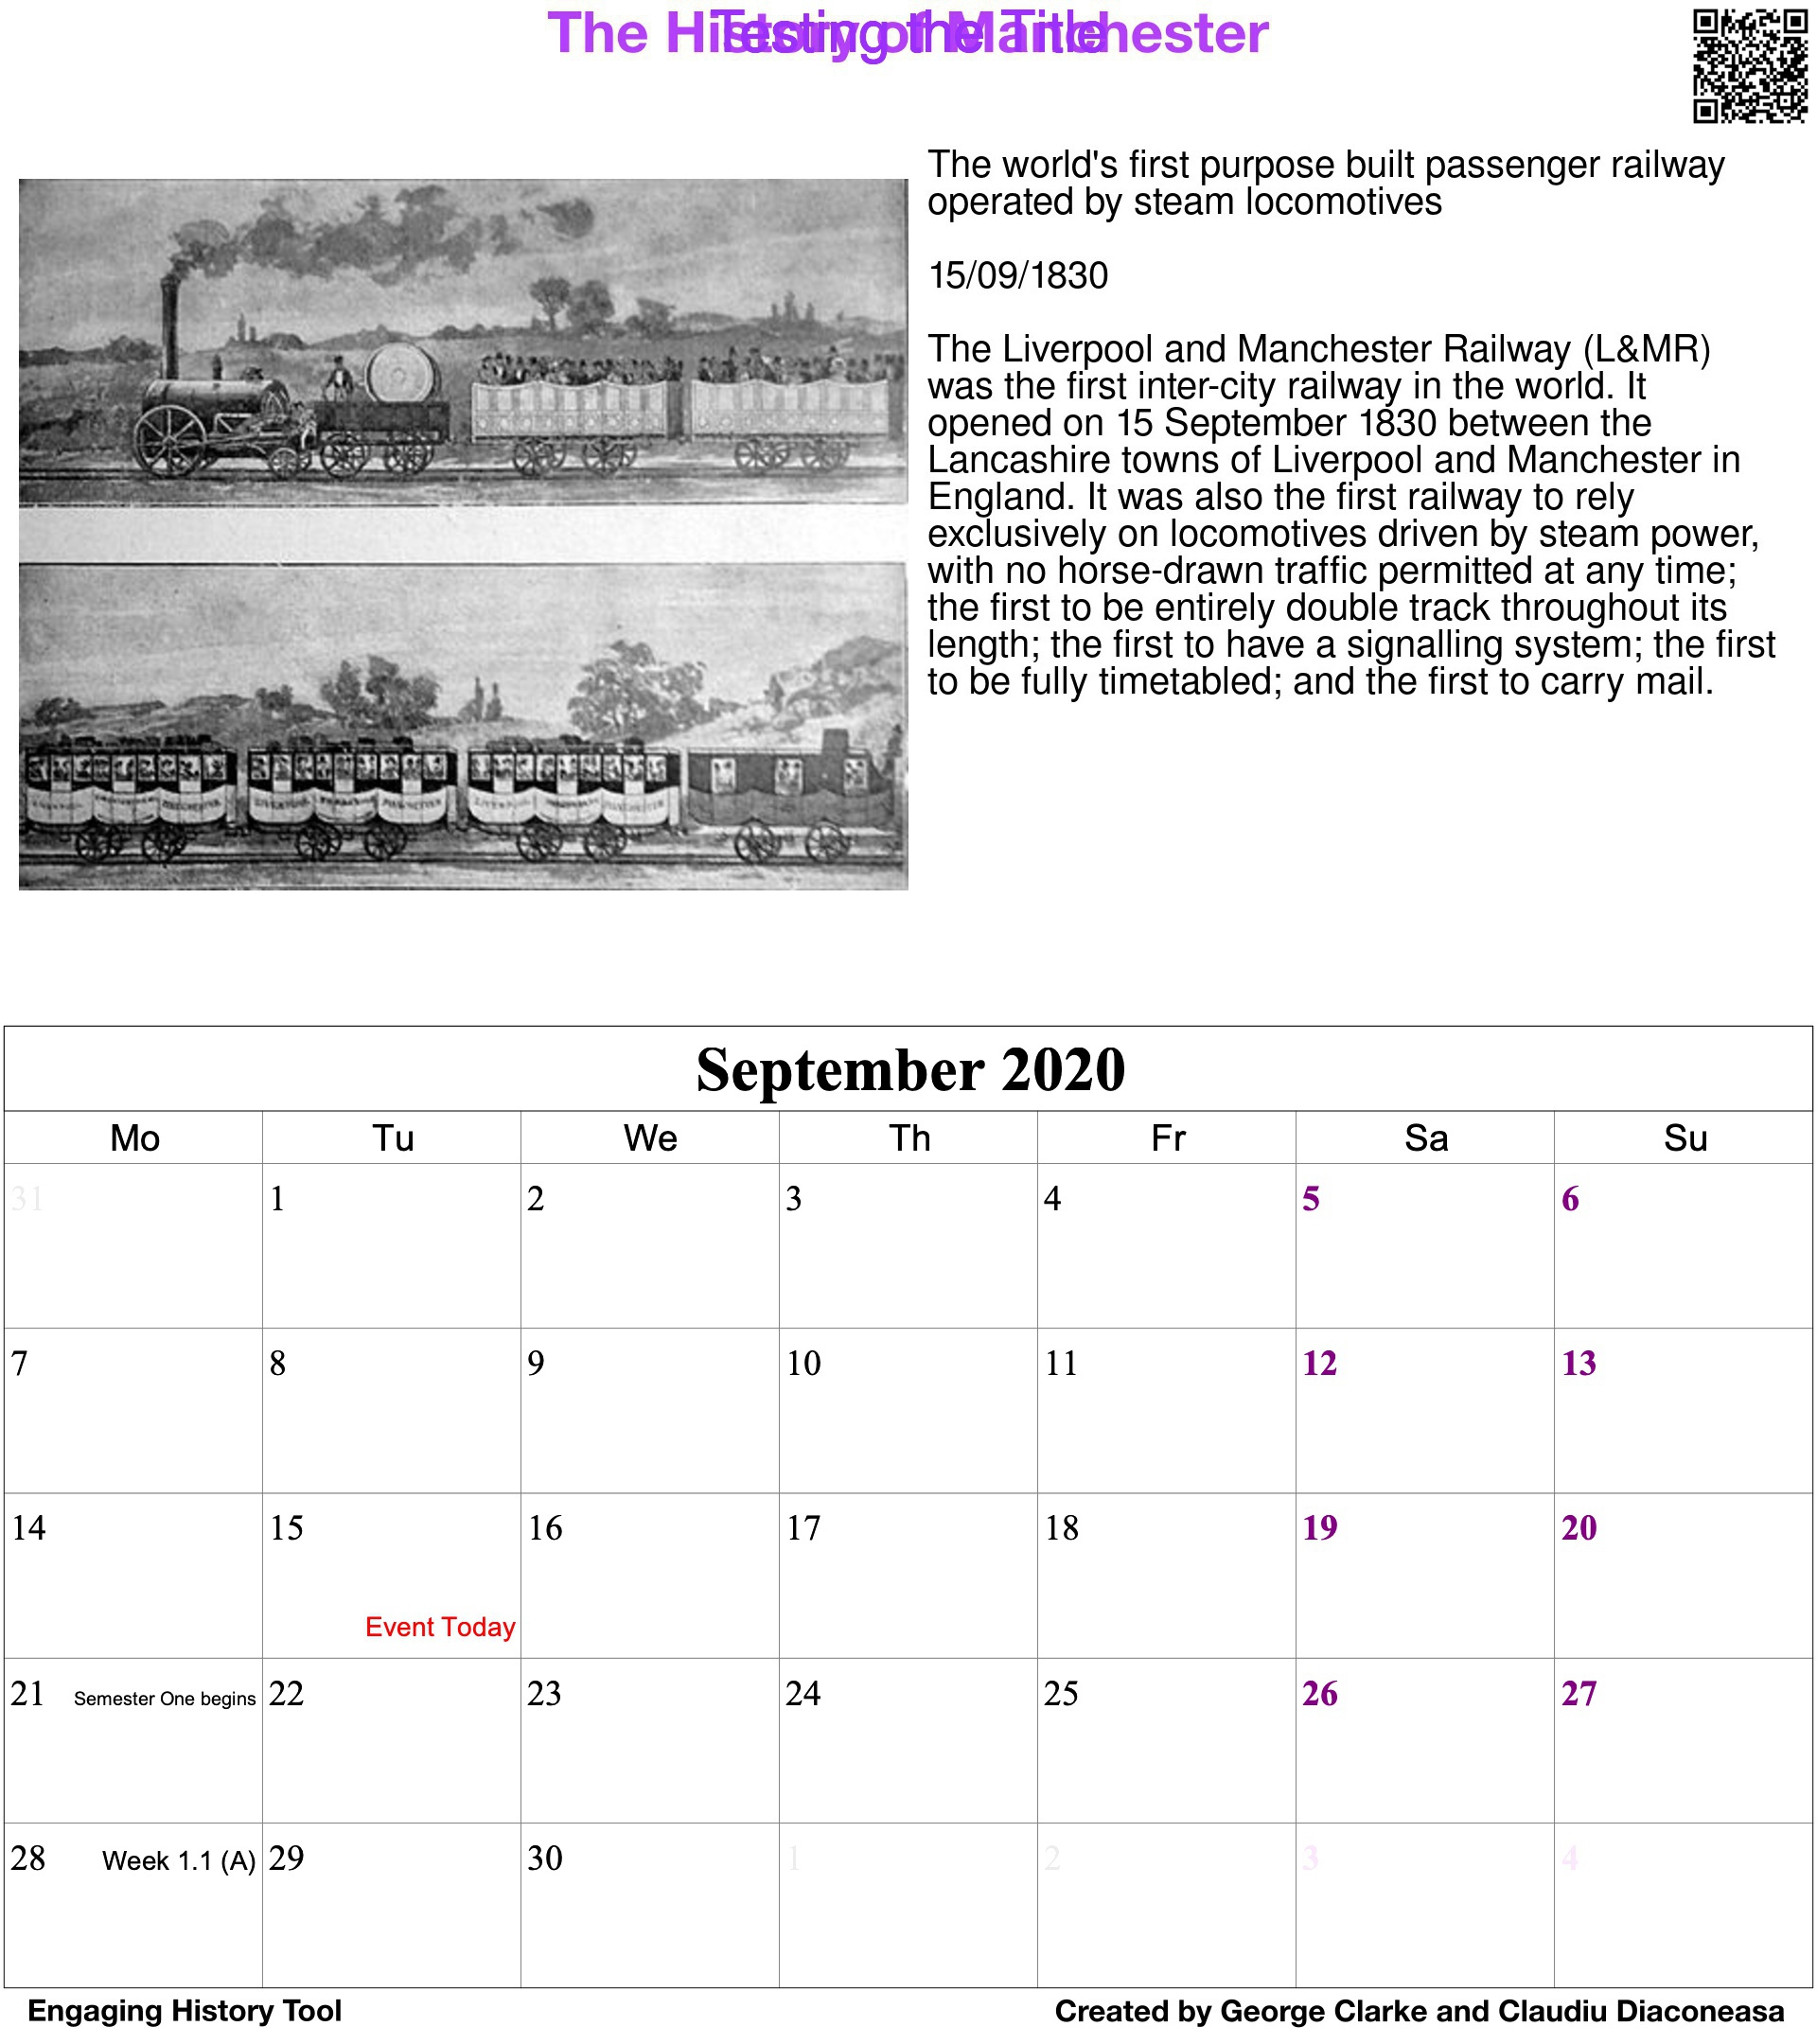 The History of Manchester
Testing the Title
The world's first purpose built passenger railway
operated by steam locomotives
15/09/1830
The Liverpool and Manchester Railway (L&MR)
was the first inter-city railway in the world. It
opened on 15 September 1830 between the
Lancashire towns of Liverpool and Manchester in
England. It was also the first railway to rely
exclusively on locomotives driven by steam power,
with no horse-drawn traffic permitted at any time;
the first to be entirely double track throughout its
length; the first to have a signalling system; the first
to be fully timetabled; and the first to carry mail.
LIVERPOOL MANCHESTER
LIVERPOOL MANCHESTER
September 2020
Mo Tu We Th Fr Sa Su
31 1 2 3 4 5 6
7 8 9 10 11 12 13
14 15 16 17 18 19 20
Event Today
21 Semester One begins 22 23 24 25 26 27
28 Week 1.1 (A) 29 30 1 2 3 4
Engaging History Tool Created by George Clarke and Claudiu Diaconeasa